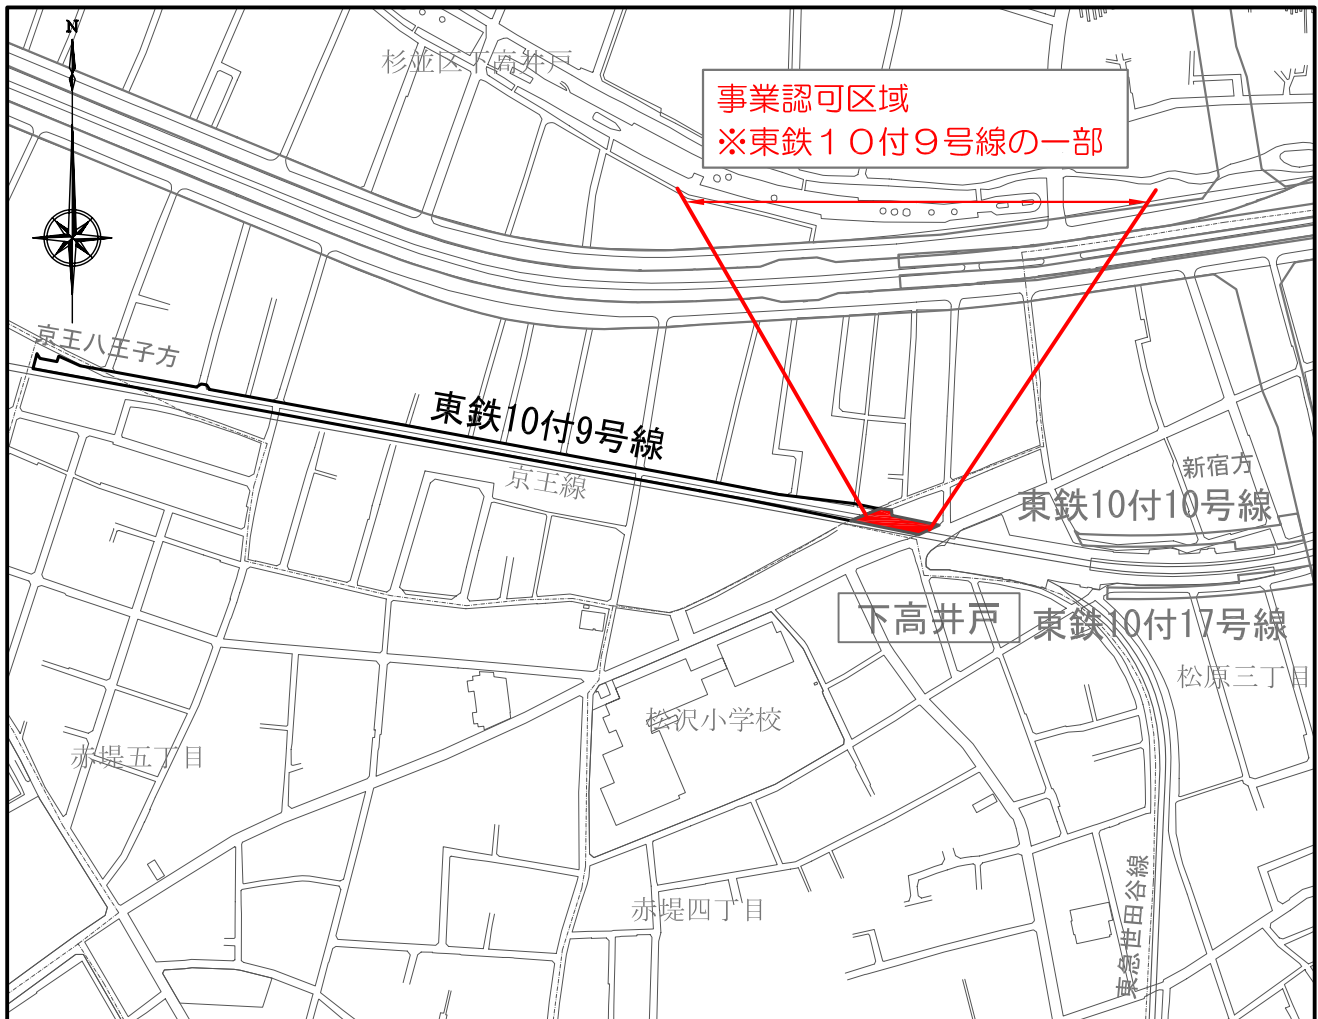 N
杉並区下高井戸
事業認可区域
※東鉄１０付９号線の一部
京王八王子方
東鉄10付9号線
京王線
新宿方
東鉄10付10号線
下高井戸
東鉄10付17号線
松原三丁目
松沢小学校
赤堤五丁目
赤堤四丁目
東急世田谷線